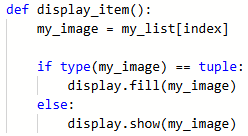 def display_item():
    my_image = my_list[index]

    if type(my_image) == tuple:
        display.fill(my_image)
    else:
        display.show(my_image)